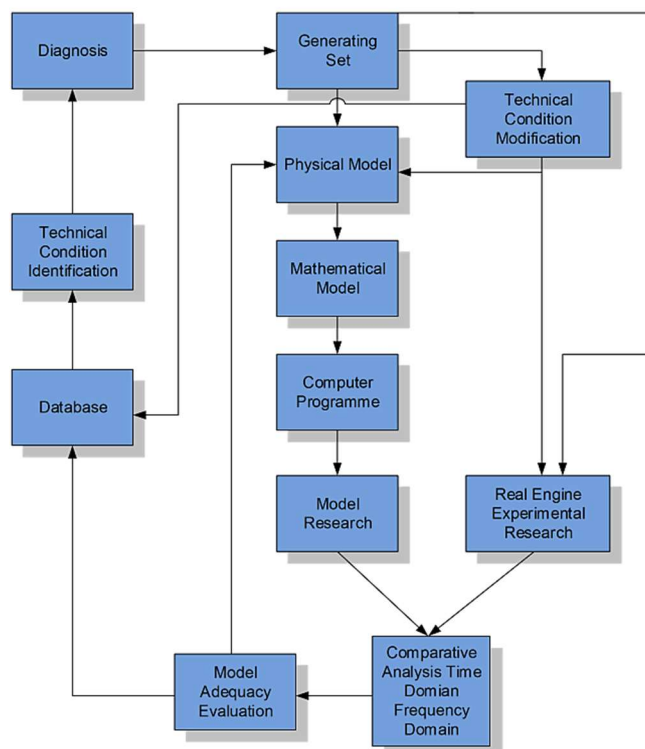 Diagnosis
Generating
Set
Technical
Condition
Modification
Physical Model
Technical
Condition
Identification
Mathematical
Model
Computer
Programme
Database
Model
Research
Real Engine
Experimental
Research
Comparative
Analysis Time
Domian
Frequency
Domain
Model
Adequacy
Evaluation